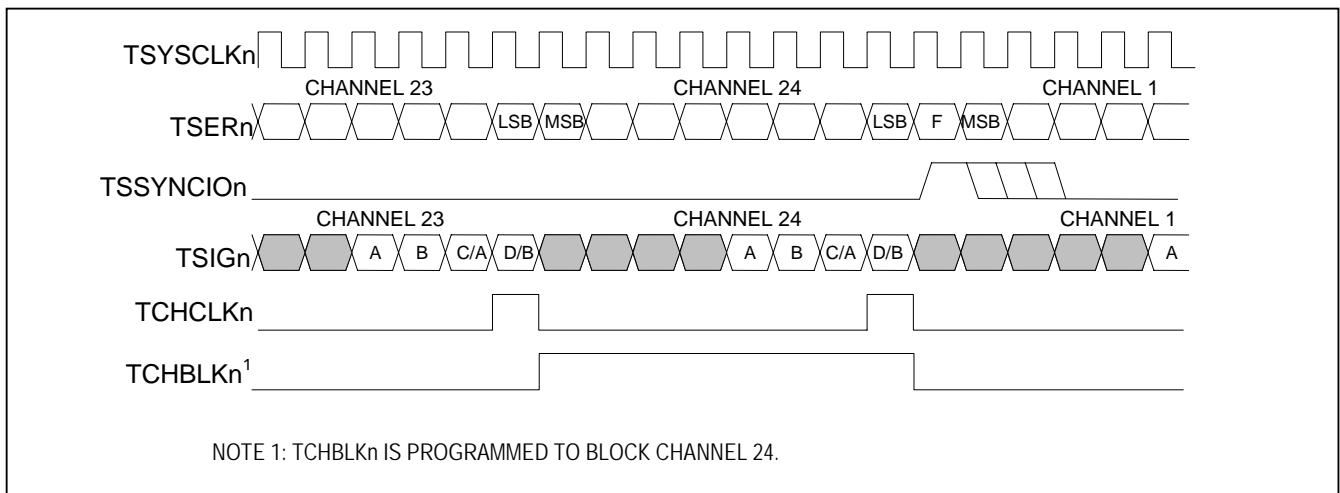 TSYSCLKn
CHANNEL 23 CHANNEL 24 CHANNEL 1
TSERn LSB MSB LSB F MSB
TSSYNCIOn
CHANNEL 23 CHANNEL 24 CHANNEL 1
TSIGn A B C/A D/B A B C/A D/B A
TCHCLKn
TCHBLKn¹
NOTE 1: TCHBLKn IS PROGRAMMED TO BLOCK CHANNEL 24.